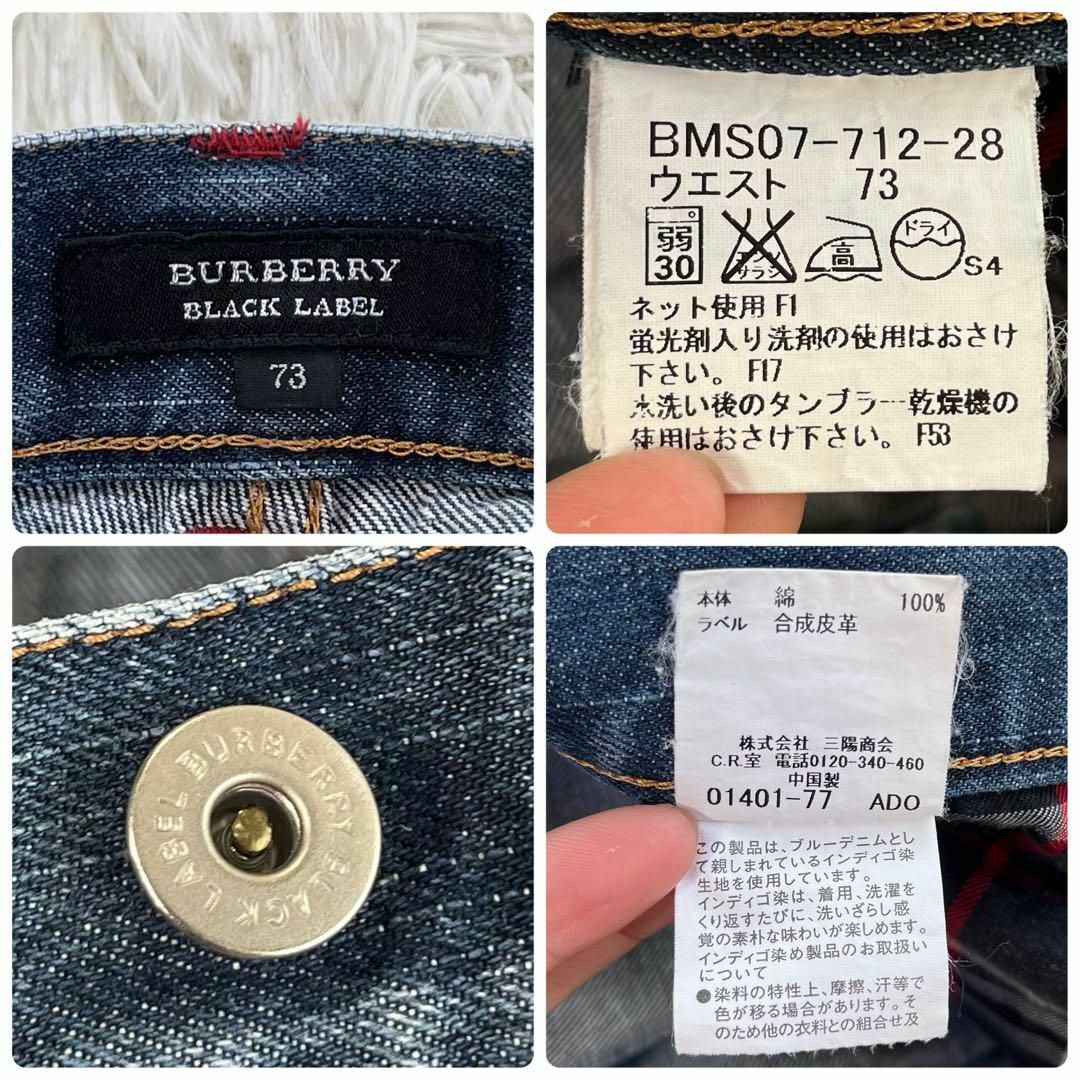 BURBERRY
BLACK LABEL
73
BMS07-712-28
ウエスト 73
弱
30
エンソ
サラシ
高
ドライ
S4
ネット使用 F1
蛍光剤入り洗剤の使用はおさけ
下さい。 F17
水洗い後のタンブラー乾燥機の
使用はおさけ下さい。 F53
BURBERRY BLACK LABEL
本体 綿 100%
ラベル 合成皮革
株式会社 三陽商会
C.R.室 電話0120-340-460
中国製
01401-77 ADO
この製品は、ブルーデニムとし
て親しまれているインディゴ染
生地を使用しています。
インディゴ染は、着用、洗濯を
くり返すたびに、洗いざらし感
覚の素朴な味わいが楽しめます。
インディゴ染め製品のお取扱い
について
●染料の特性上、摩擦、汗等で
色が移る場合があります。そ
のため他の衣料との組合せ及